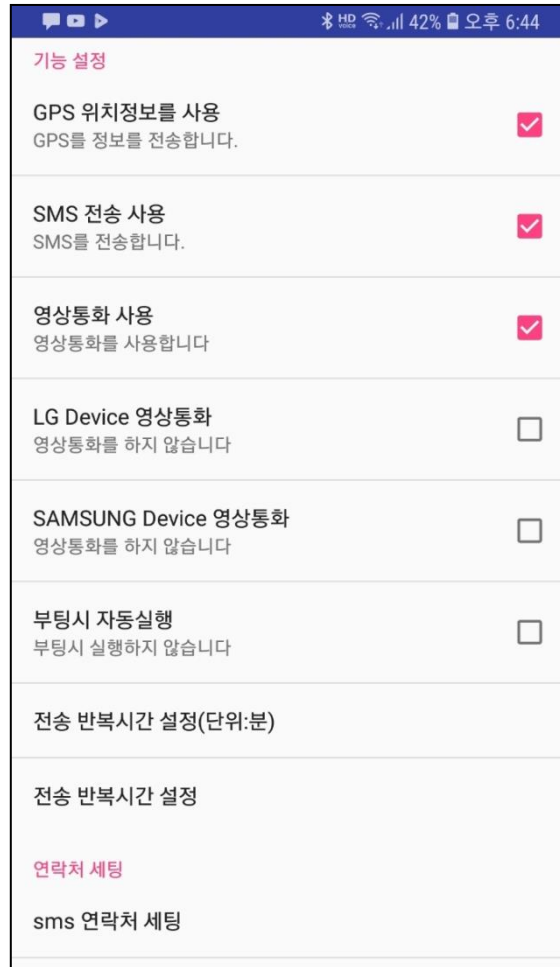 HD VOICE 42% 오후 6:44
기능 설정
GPS 위치정보를 사용
GPS를 정보를 전송합니다.
SMS 전송 사용
SMS를 전송합니다.
영상통화 사용
영상통화를 사용합니다
LG Device 영상통화
영상통화를 하지 않습니다
SAMSUNG Device 영상통화
영상통화를 하지 않습니다
부팅시 자동실행
부팅시 실행하지 않습니다
전송 반복시간 설정(단위:분)
전송 반복시간 설정
연락처 세팅
sms 연락처 세팅